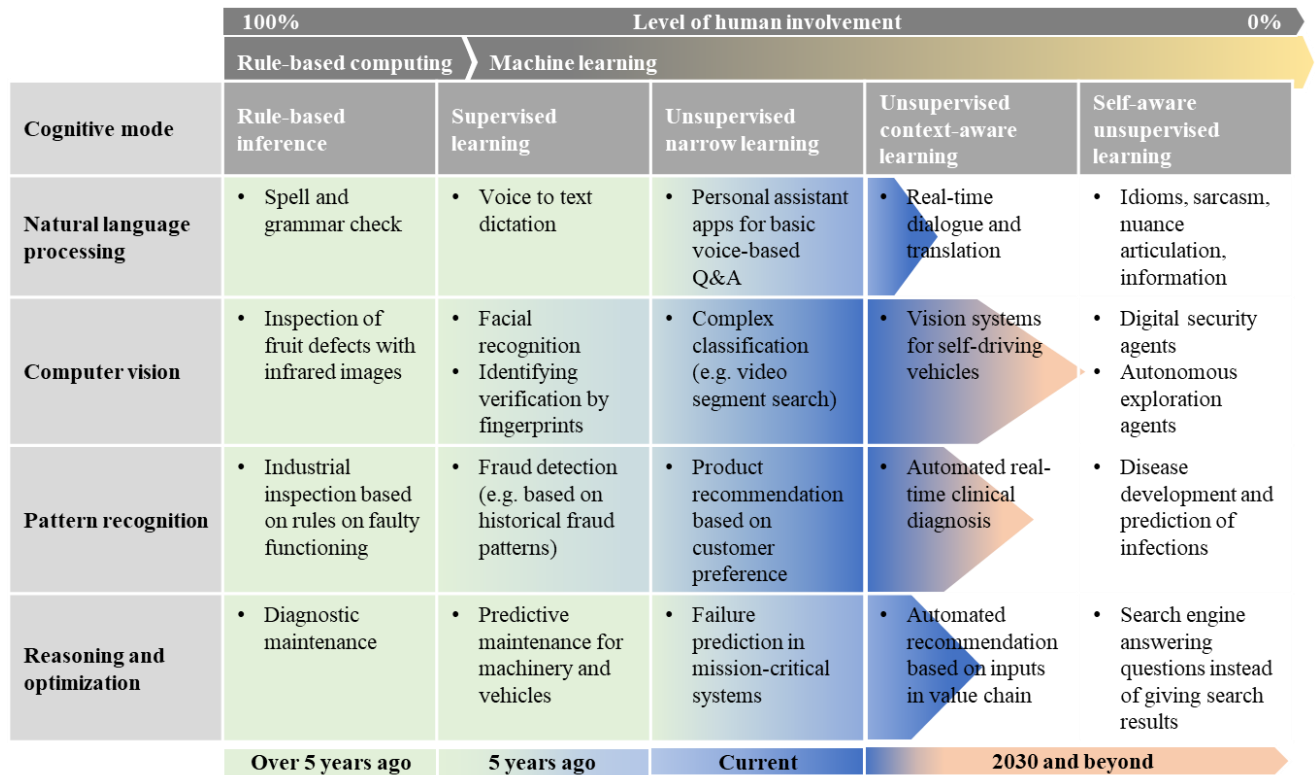 100% Level of human involvement 0%
Rule-based computing Machine learning
Cognitive mode
Rule-based
inference
Supervised
learning
Unsupervised
narrow learning
Unsupervised
context-aware
learning
Self-aware
unsupervised
learning
Natural language
processing
• Spell and
grammar check
• Voice to text
dictation
• Personal assistant
apps for basic
voice-based
Q&A
• Real-time
dialogue and
translation
• Idioms, sarcasm,
nuance
articulation,
information
Computer vision
• Inspection of
fruit defects with
infrared images
• Facial
recognition
• Identifying
verification by
fingerprints
• Complex
classification
(e.g. video
segment search)
• Vision systems
for self-driving
vehicles
• Digital security
agents
• Autonomous
exploration
agents
Pattern recognition
• Industrial
inspection based
on rules on faulty
functioning
• Fraud detection
(e.g. based on
historical fraud
patterns)
• Product
recommendation
based on
customer
preference
• Automated real-
time clinical
diagnosis
• Disease
development and
prediction of
infections
Reasoning and
optimization
• Diagnostic
maintenance
• Predictive
maintenance for
machinery and
vehicles
• Failure
prediction in
mission-critical
systems
• Automated
recommendation
based on inputs
in value chain
• Search engine
answering
questions instead
of giving search
results
Over 5 years ago 5 years ago Current 2030 and beyond